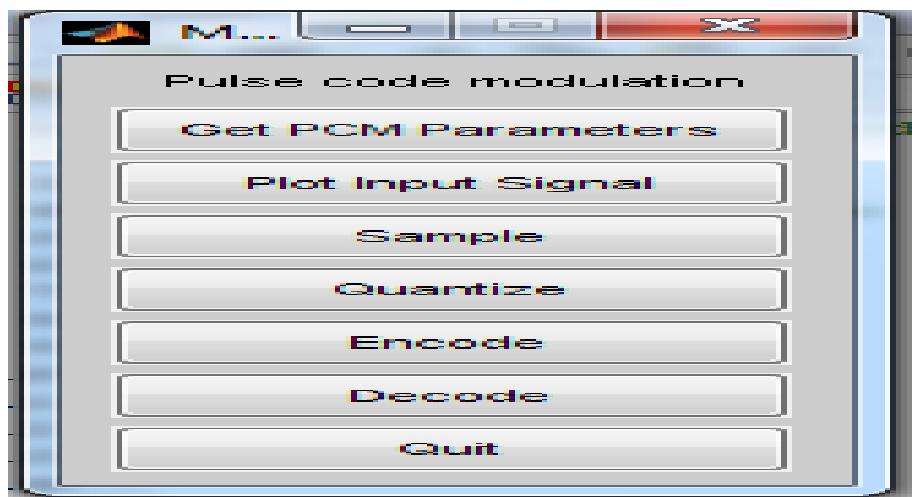 M...
Pulse code modulation
Get PCM Parameters
Plot Input Signal
Sample
Quantize
Encode
Decode
Quit